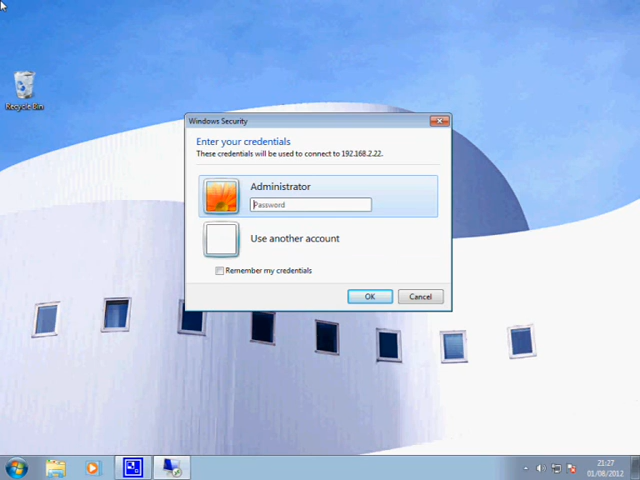 Recycle Bin
Windows Security
Enter your credentials
These credentials will be used to connect to 192.168.2.22.
Administrator
Password
Use another account
Remember my credentials
OK
Cancel
21:27
01/08/2012